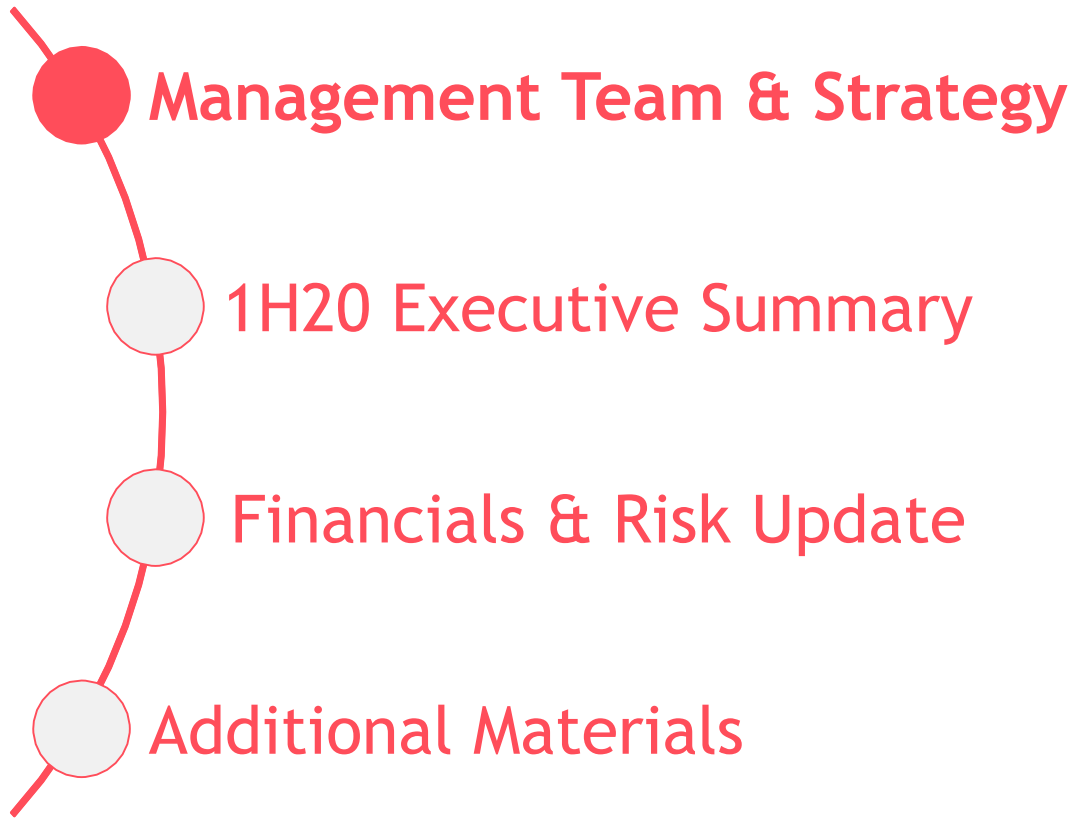 Management Team & Strategy
1H20 Executive Summary
Financials & Risk Update
Additional Materials